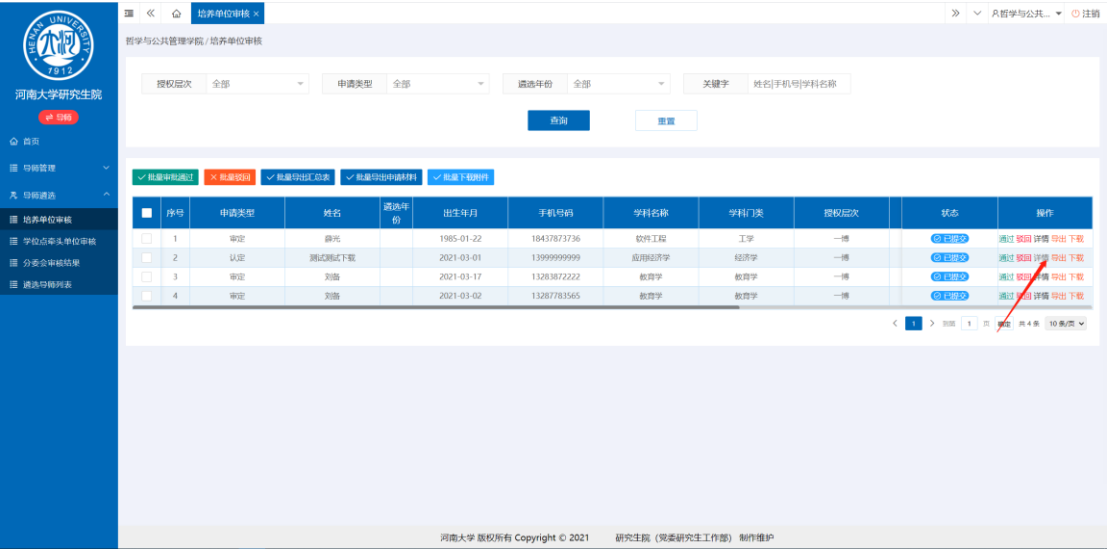 HENAN UNIVERSITY
1912
河南大学研究生院
导师
首页
导师管理
导师遴选
培养单位审核
学位点牵头单位审核
分委会审核结果
遴选导师列表
培养单位审核 ×
哲学与公共... 注销
哲学与公共管理学院 / 培养单位审核
授权层次 全部 申请类型 全部 遴选年份 全部 关键字 姓名|手机号|学科名称
查询 重置
批量审批通过 × 批量驳回 批量导出汇总表 批量导出申请材料 批量下载附件
序号 申请类型 姓名 遴选年份 出生年月 手机号码 学科名称 学科门类 授权层次 状态 操作
1 审定 薛光 1985-01-22 18437873736 软件工程 工学 一博 已提交 通过 驳回 详情 导出 下载
2 认定 测试测试下载 2021-03-01 13999999999 应用经济学 经济学 一博 已提交 通过 驳回 详情 导出 下载
3 审定 刘备 2021-03-17 13283872222 教育学 教育学 一博 已提交 通过 驳回 详情 导出 下载
4 审定 刘备 2021-03-02 13287783565 教育学 教育学 一博 已提交 通过 驳回 详情 导出 下载
1 到第 1 页 确定 共 4 条 10 条/页
河南大学 版权所有 Copyright © 2021 研究生院（党委研究生工作部） 制作维护